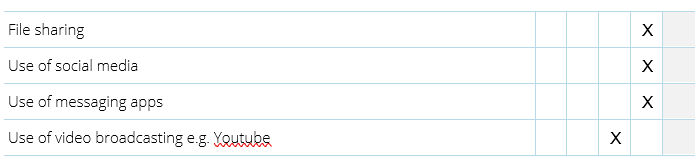 File sharing X
Use of social media X
Use of messaging apps X
Use of video broadcasting e.g. Youtube X